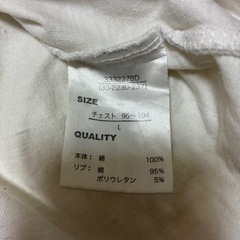 333237BD
SIZE
チェスト 96〜104
L
QUALITY
本体: 綿 100%
リブ: 綿 95%
ポリウレタン 5%